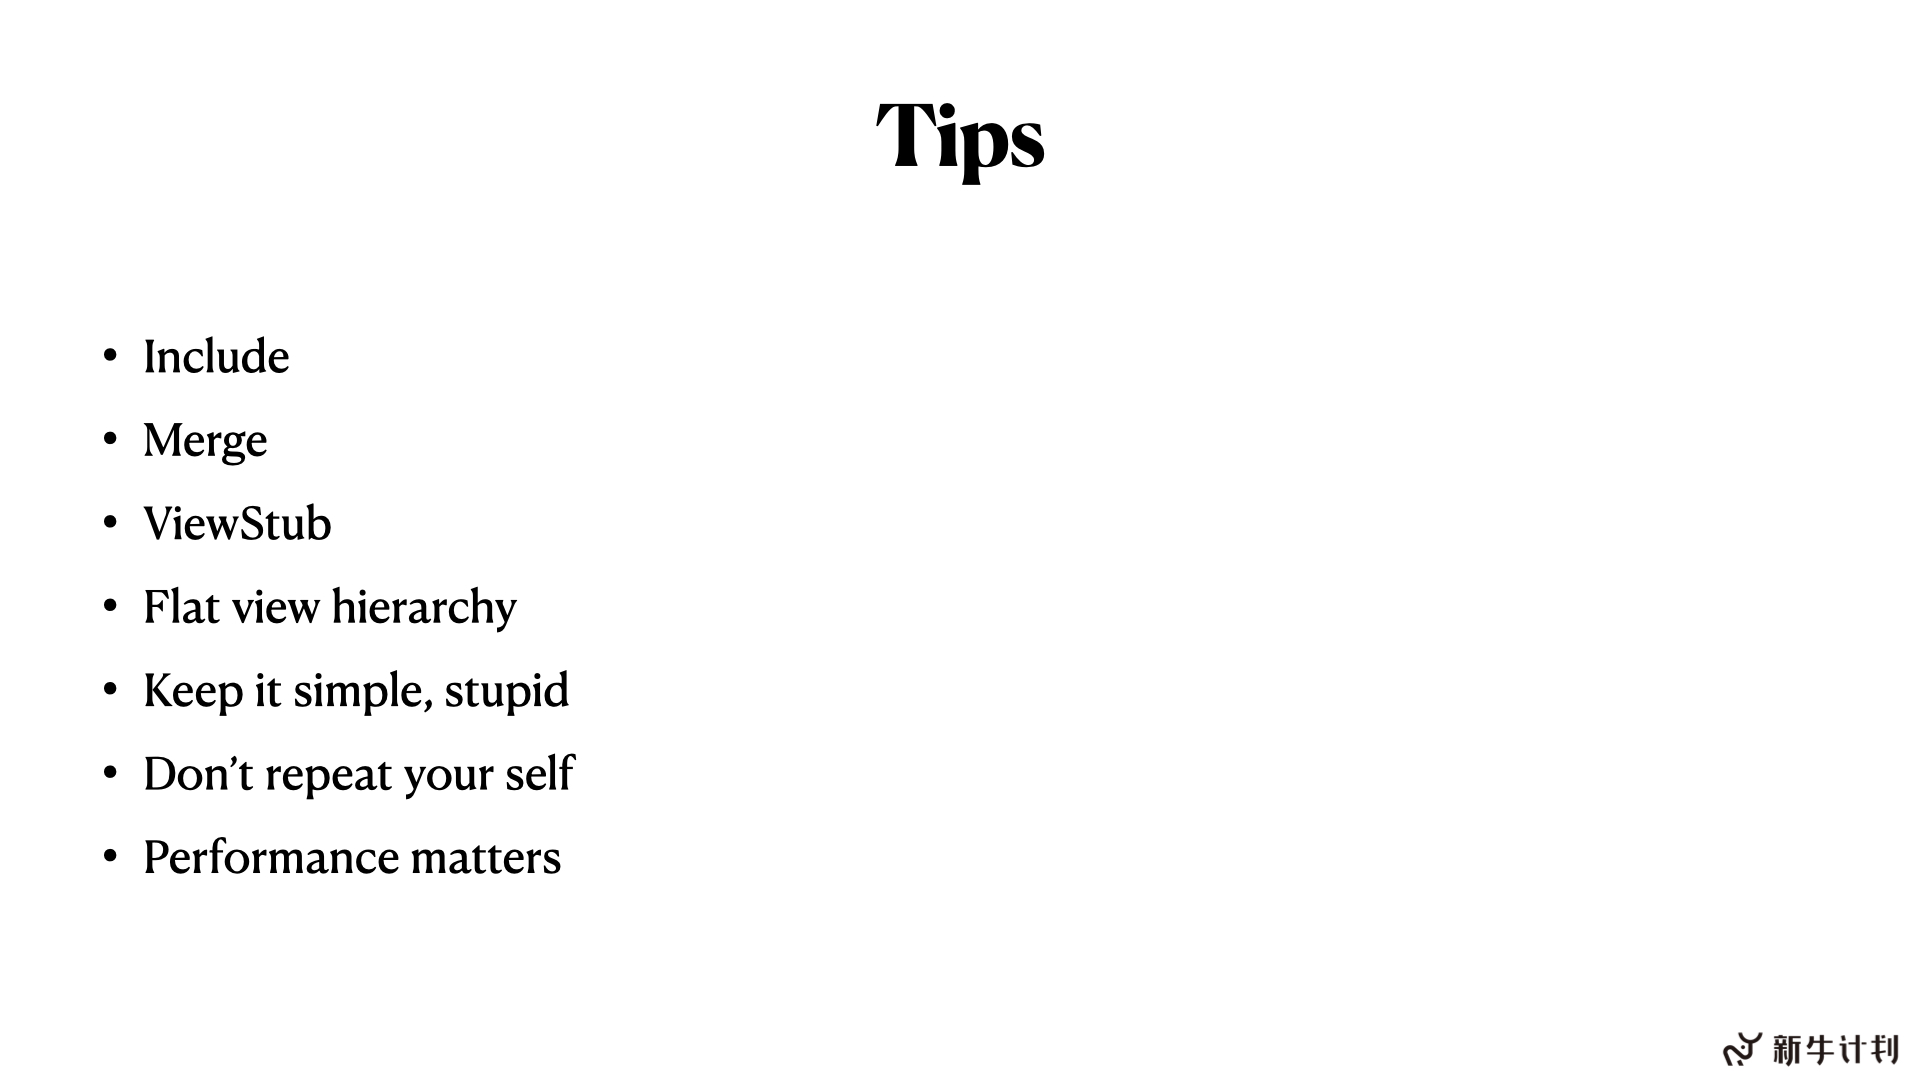 Tips
• Include
• Merge
• ViewStub
• Flat view hierarchy
• Keep it simple, stupid
• Don’t repeat your self
• Performance matters
新牛计划